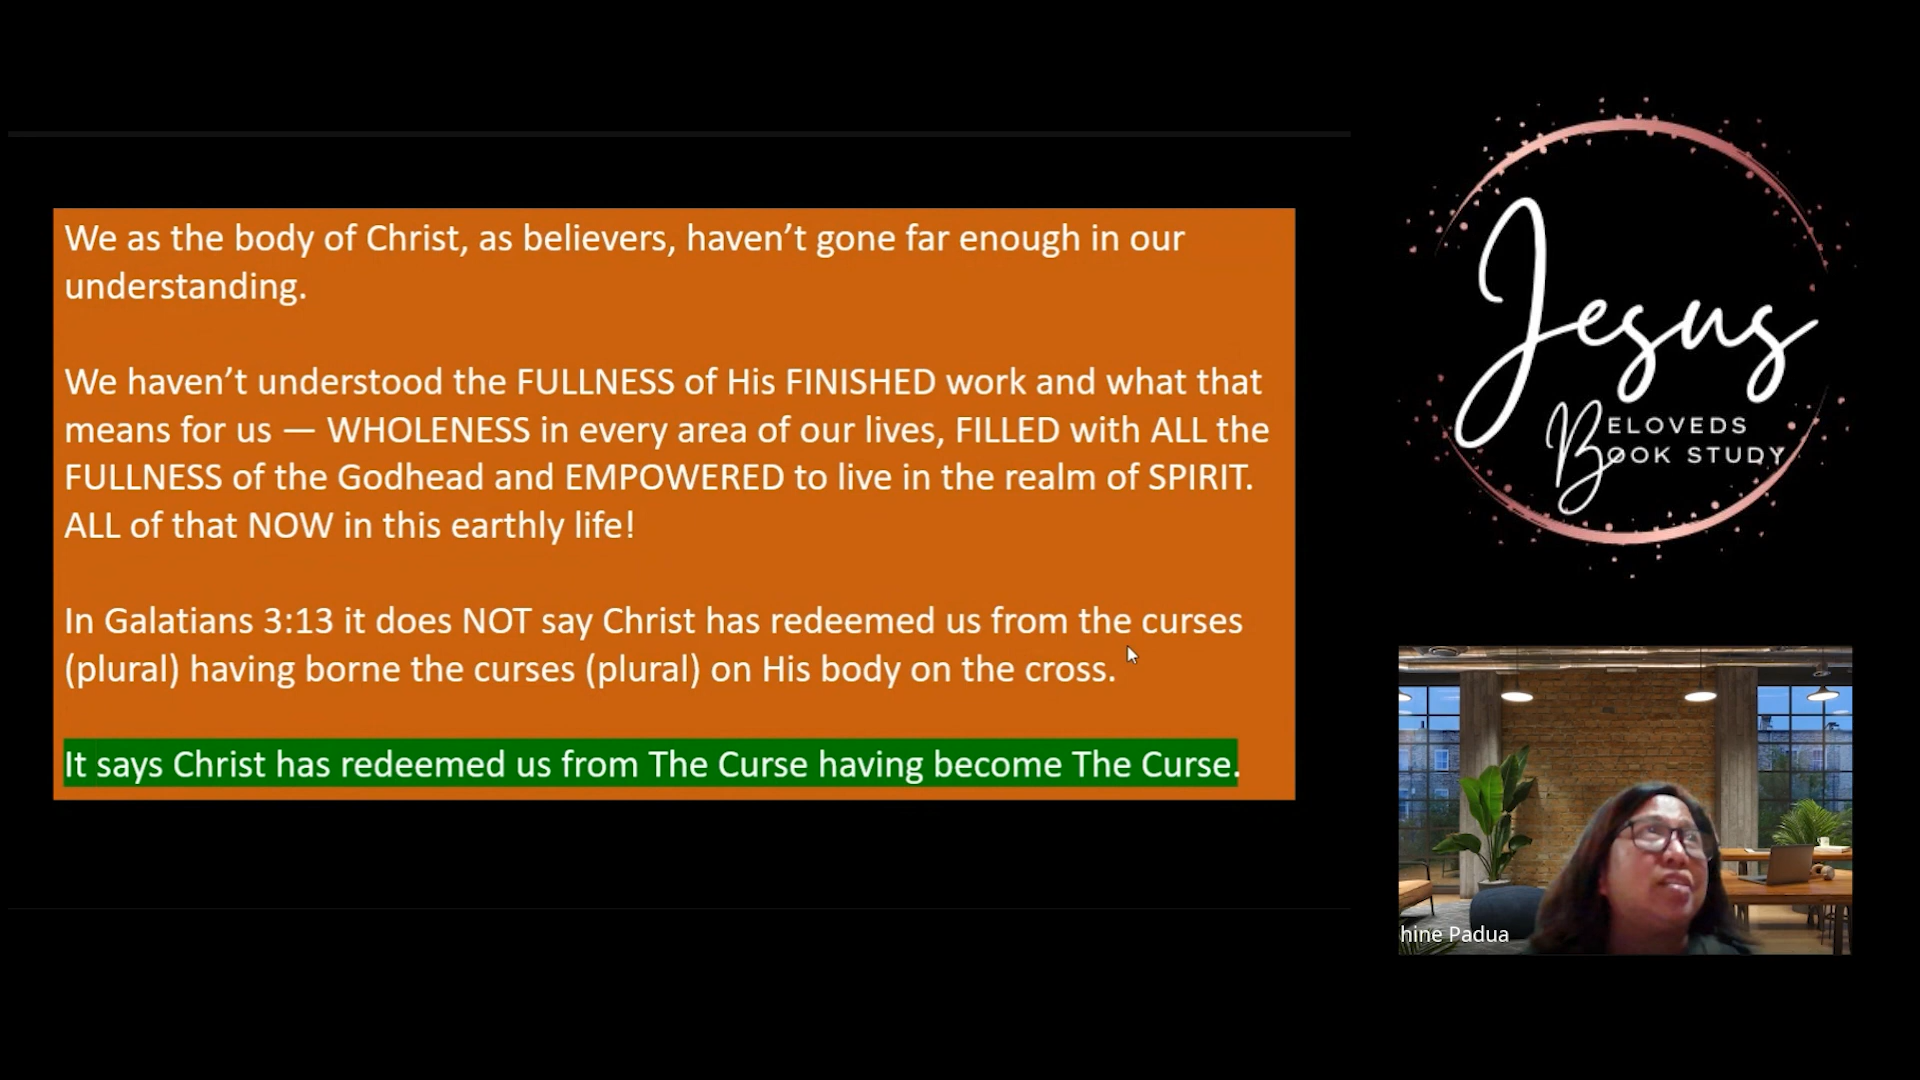 We as the body of Christ, as believers, haven’t gone far enough in our
understanding.
We haven’t understood the FULLNESS of His FINISHED work and what that
means for us — WHOLENESS in every area of our lives, FILLED with ALL the
FULLNESS of the Godhead and EMPOWERED to live in the realm of SPIRIT.
ALL of that NOW in this earthly life!
In Galatians 3:13 it does NOT say Christ has redeemed us from the curses
(plural) having borne the curses (plural) on His body on the cross.
It says Christ has redeemed us from The Curse having become The Curse.
Jesus
BELOVEDS
BOOK STUDY
hine Padua